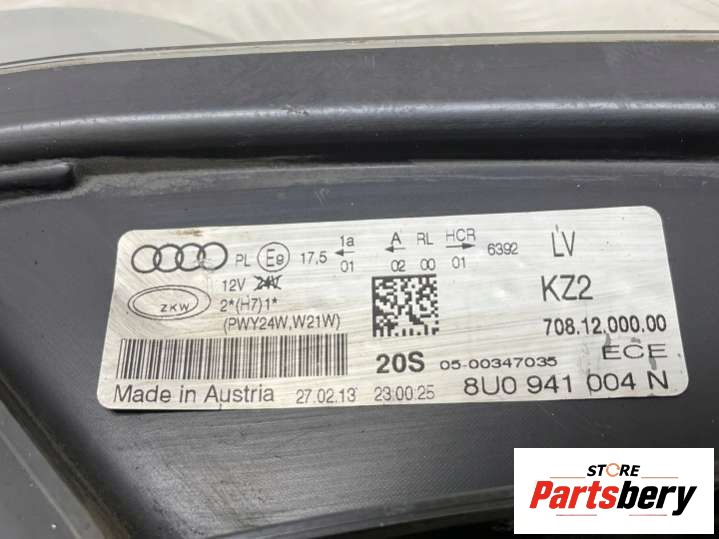 PL E8 17,5 1a 01 A 02 RL 00 HCR 01 6392 LV
12V 24V
ZKW 2*(H7)1* KZ2
(PWY24W,W21W) 708.12.000.00
20S 05-00347035 ECE
Made in Austria 27.02.13 23:00:25 8U0 941 004 N
STORE
Partsbery